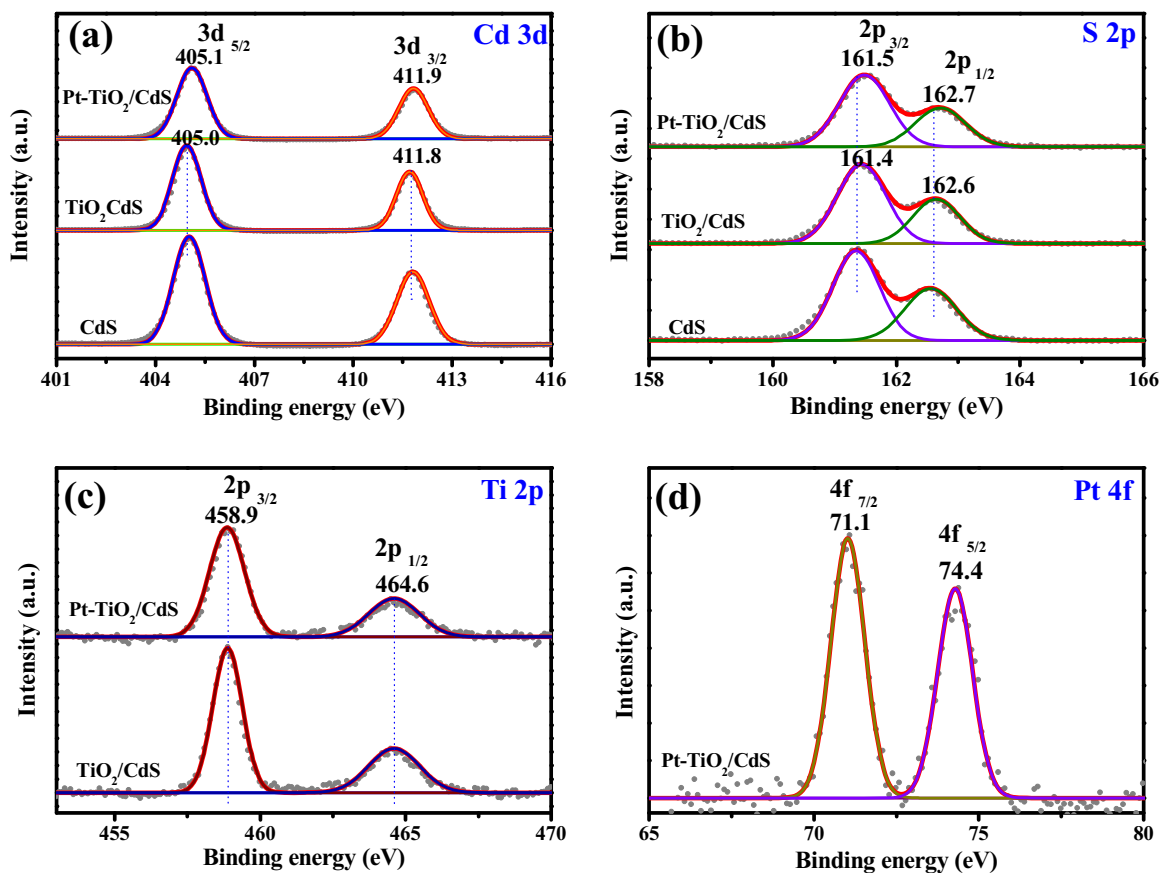 (a)
Cd 3d
3d 5/2
405.1
3d 3/2
411.9
Pt-TiO2/CdS
405.0
411.8
TiO2CdS
CdS
Intensity (a.u.)
401 404 407 410 413 416
Binding energy (eV)
(b)
S 2p
2p 3/2
161.5
2p 1/2
162.7
Pt-TiO2/CdS
161.4
162.6
TiO2/CdS
CdS
Intensity (a.u.)
158 160 162 164 166
Binding energy (eV)
(c)
Ti 2p
2p 3/2
458.9
2p 1/2
464.6
Pt-TiO2/CdS
TiO2/CdS
Intensity (a.u.)
455 460 465 470
Binding energy (eV)
(d)
Pt 4f
4f 7/2
71.1
4f 5/2
74.4
Pt-TiO2/CdS
Intensity (a.u.)
65 70 75 80
Binding energy (eV)